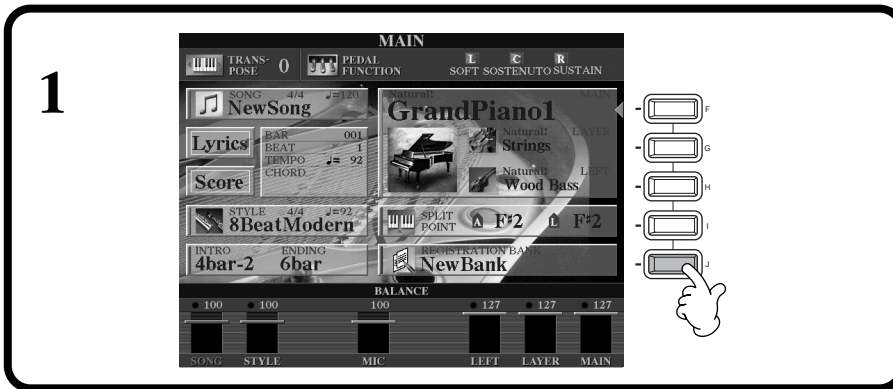 1
MAIN
TRANS-
POSE 0 PEDAL
FUNCTION L C R
SOFT SOSTENUTO SUSTAIN
SONG 4/4 ♩=120
NewSong
Natural! MAIN
GrandPiano1
Lyrics
Score
BAR 001
BEAT 1
TEMPO ♩= 92
CHORD
Natural! LAYER
Strings
Natural! LEFT
Wood Bass
STYLE 4/4 ♩=92
8BeatModern
SPLIT
POINT A F♯2 L F♯2
INTRO ENDING
4bar-2 6bar
REGISTRATION BANK
NewBank
F
G
H
I
J
BALANCE
100 100 100 127 127 127
SONG STYLE MIC LEFT LAYER MAIN